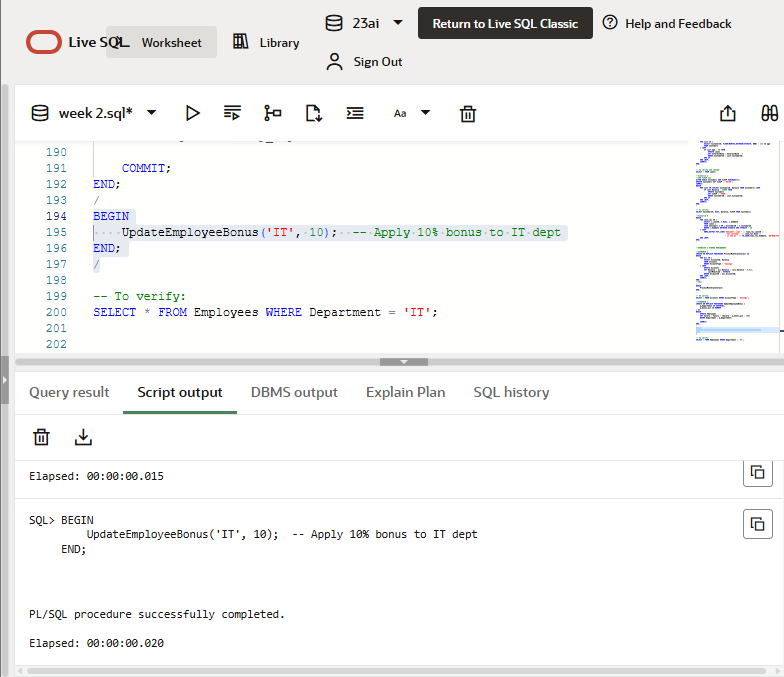 Live SQL
Worksheet
Library
23ai
Return to Live SQL Classic
Help and Feedback
Sign Out
week 2.sql*
Aa
190
191 COMMIT;
192 END;
193 /
194 BEGIN
195 UpdateEmployeeBonus('IT', 10); -- Apply 10% bonus to IT dept
196 END;
197 /
198
199 -- To verify:
200 SELECT * FROM Employees WHERE Department = 'IT';
201
202
Query result Script output DBMS output Explain Plan SQL history
Elapsed: 00:00:00.015
SQL> BEGIN
UpdateEmployeeBonus('IT', 10); -- Apply 10% bonus to IT dept
END;
PL/SQL procedure successfully completed.
Elapsed: 00:00:00.020